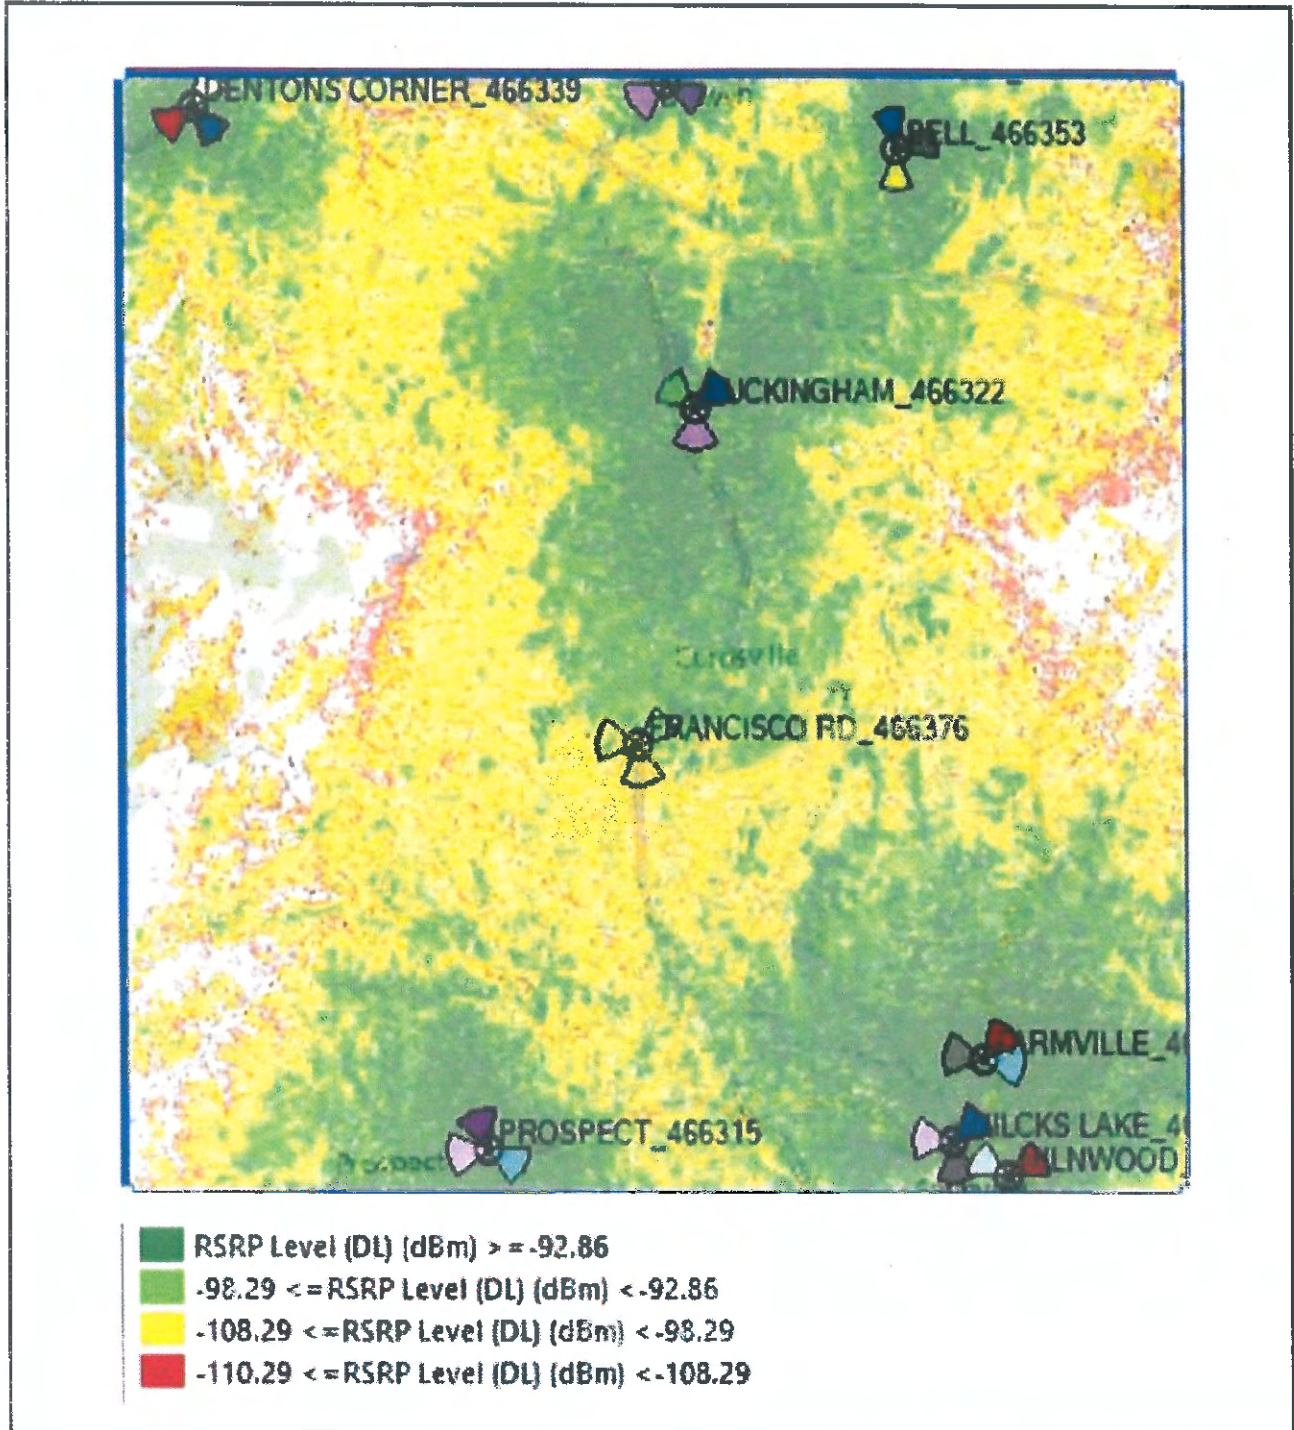 DENTONS CORNER_466339
BELL_466353
UCKINGHAM_466322
FRANCISCO RD_466376
ARMVILLE_4
PROSPECT_466315
ILCKS LAKE_4
Prospect
LNWOOD
RSRP Level (DL) (dBm) >=-92.86
-98.29 <=RSRP Level (DL) (dBm) <-92.86
-108.29 <=RSRP Level (DL) (dBm) <-98.29
-110.29 <=RSRP Level (DL) (dBm) <-108.29